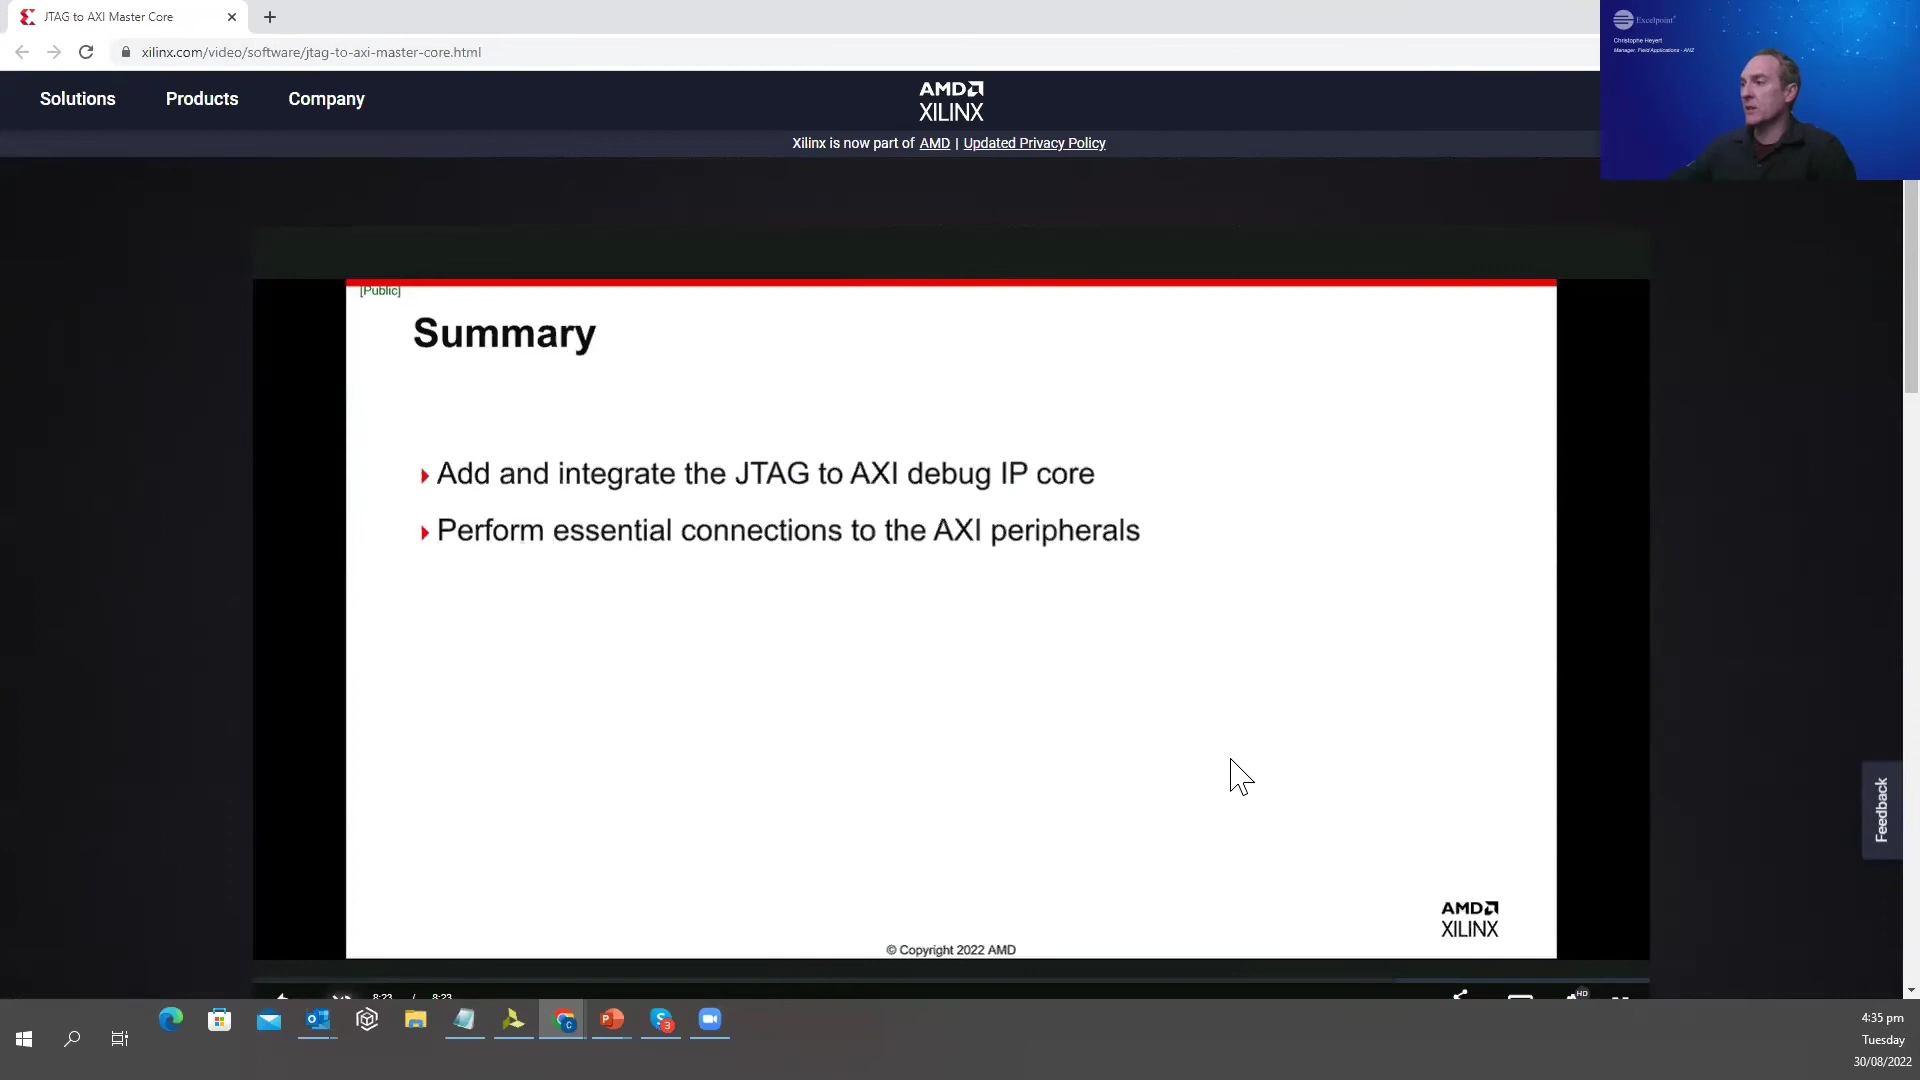 JTAG to AXI Master Core
xilinx.com/video/software/jtag-to-axi-master-core.html
Excelpoint
Christophe Heyert
Manager, Field Applications - ANZ
Solutions
Products
Company
AMD
XILINX
Xilinx is now part of AMD | Updated Privacy Policy
[Public]
Summary
Add and integrate the JTAG to AXI debug IP core
Perform essential connections to the AXI peripherals
Feedback
AMD
XILINX
© Copyright 2022 AMD
8:23 / 8:23
HD
3
4:35 pm
Tuesday
30/08/2022